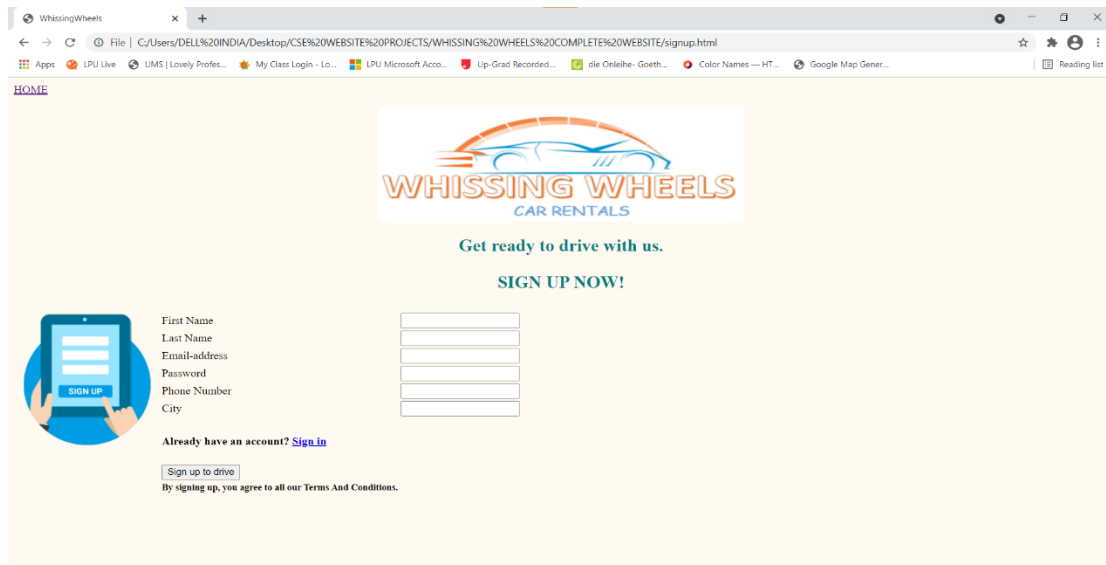 WhissingWheels
File | C:/Users/DELL%20INDIA/Desktop/CSE%20WEBSITE%20PROJECTS/WHISSING%20WHEELS%20COMPLETE%20WEBSITE/signup.html
Apps LPU Live UMS | Lovely Profes... My Class Login - Lo... LPU Microsoft Acco... Up-Grad Recorded... die Onleihe- Goeth... Color Names — HT... Google Map Gener... Reading list
HOME
WHISSING WHEELS
CAR RENTALS
Get ready to drive with us.
SIGN UP NOW!
First Name
Last Name
Email-address
Password
Phone Number
City
SIGN UP
Already have an account? Sign in
Sign up to drive
By signing up, you agree to all our Terms And Conditions.